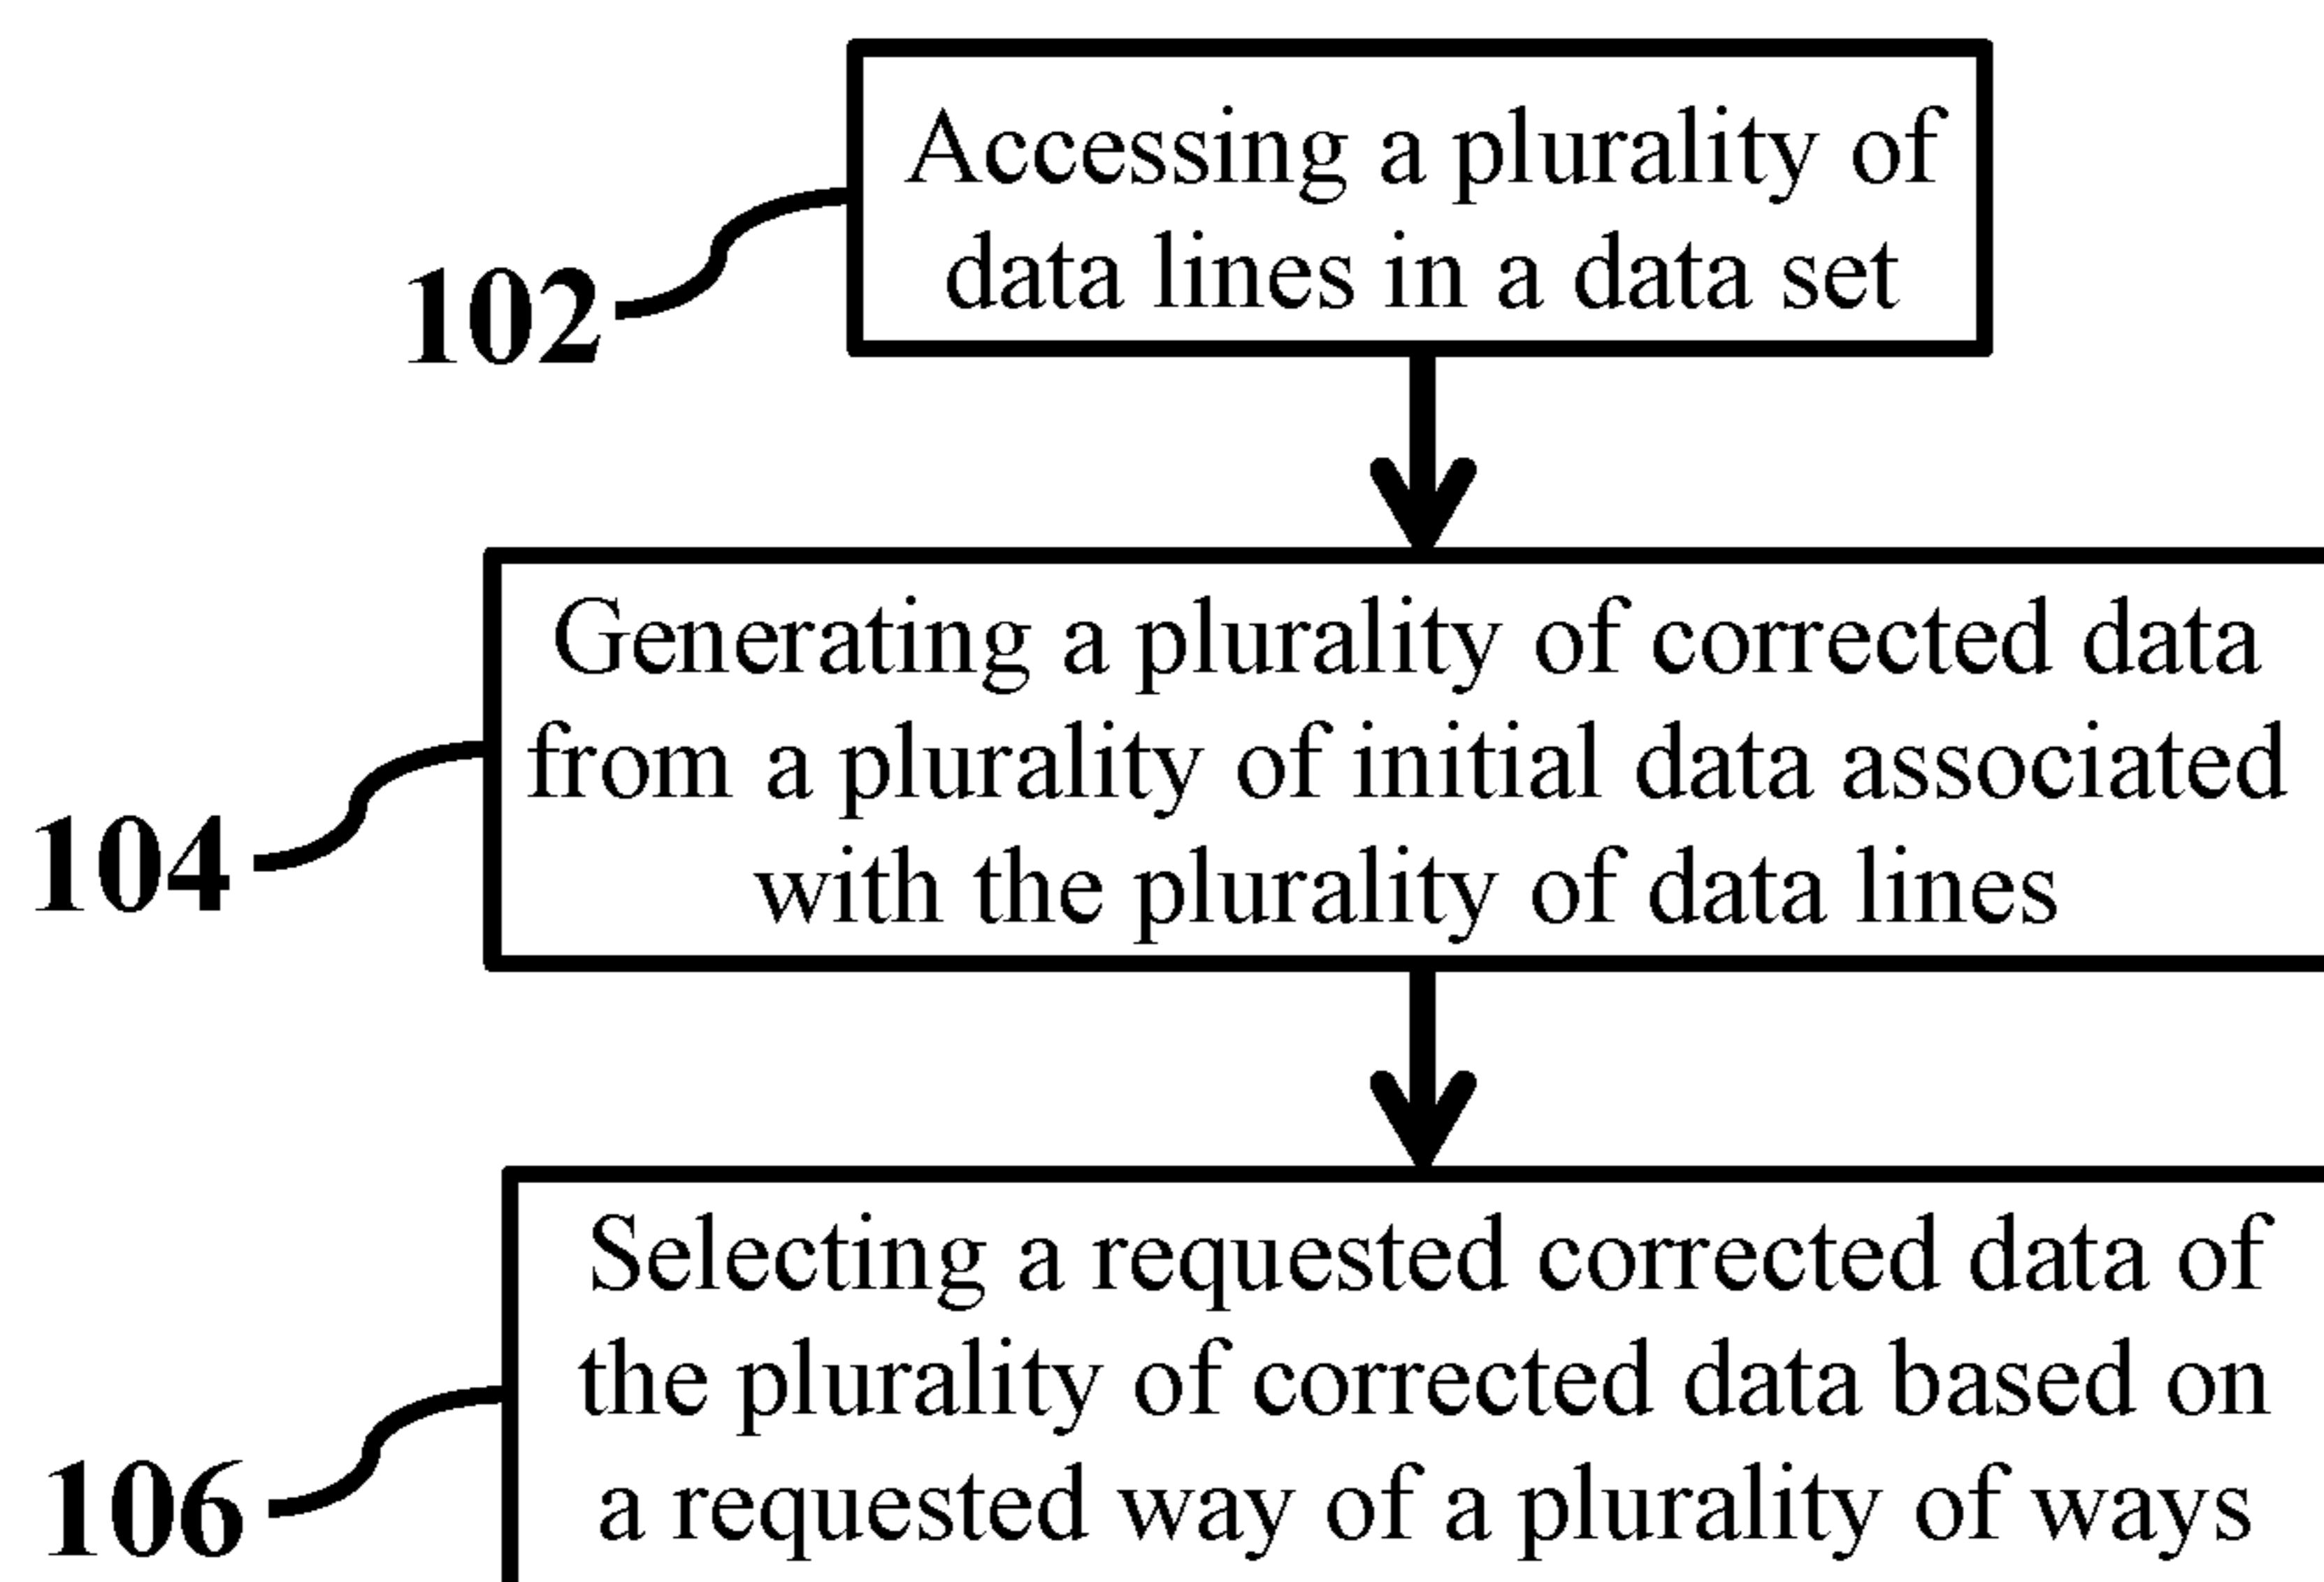 Accessing a plurality of
data lines in a data set
102
Generating a plurality of corrected data
from a plurality of initial data associated
with the plurality of data lines
104
Selecting a requested corrected data of
the plurality of corrected data based on
a requested way of a plurality of ways
106